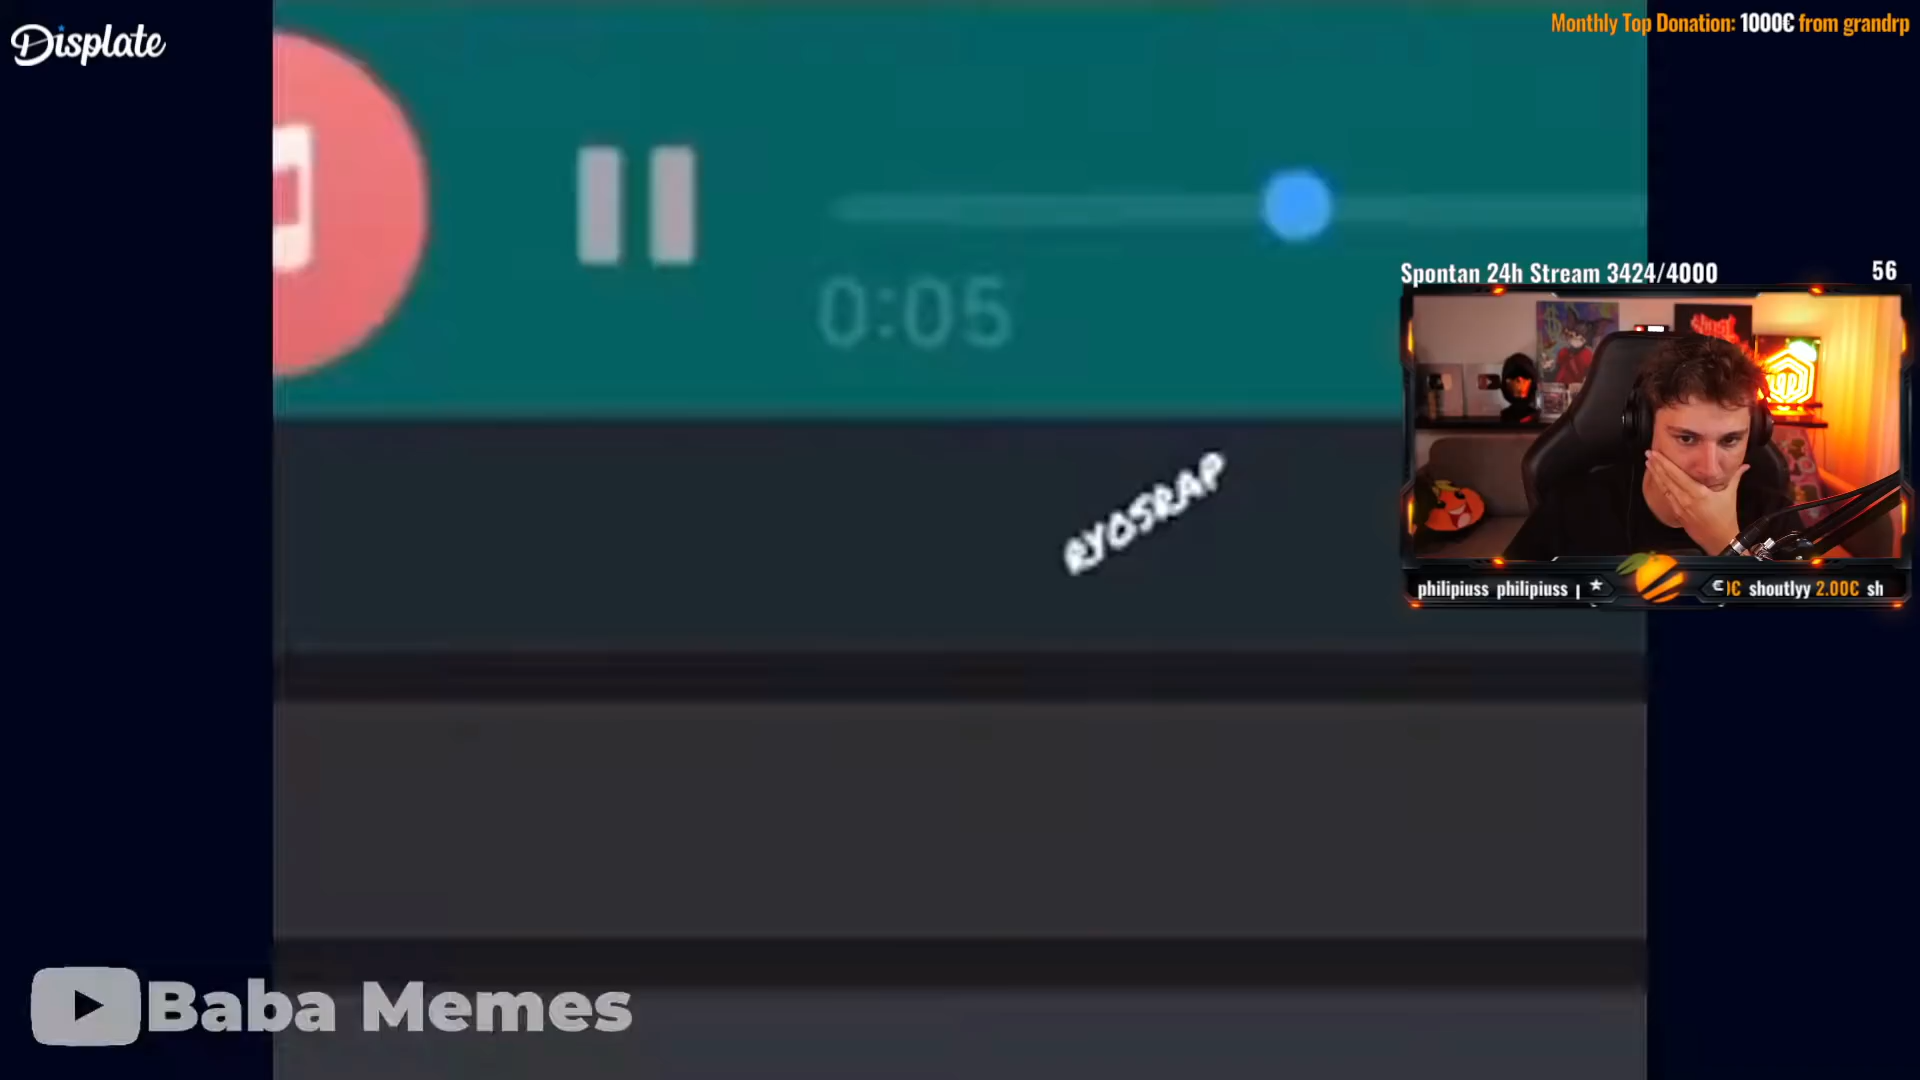 Displate
Monthly Top Donation: 1000€ from grandrp
0:05
Spontan 24h Stream 3424/4000 56
RYOSRAP
philipiuss philipiuss
€ shoutlyy 2.00€ sh
Baba Memes